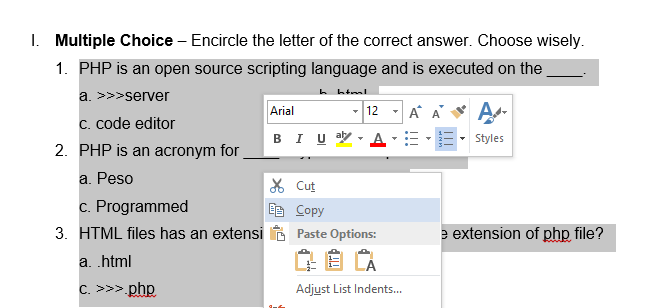 I. Multiple Choice – Encircle the letter of the correct answer. Choose wisely.
1. PHP is an open source scripting language and is executed on the ____.
a. >>>server
c. code editor
2. PHP is an acronym for
a. Peso
c. Programmed
3. HTML files has an extensi
e extension of php file?
a. .html
c. >>>.php
Arial 12 A A
B I U aby A Styles
Cut
Copy
Paste Options:
A
Adjust List Indents...